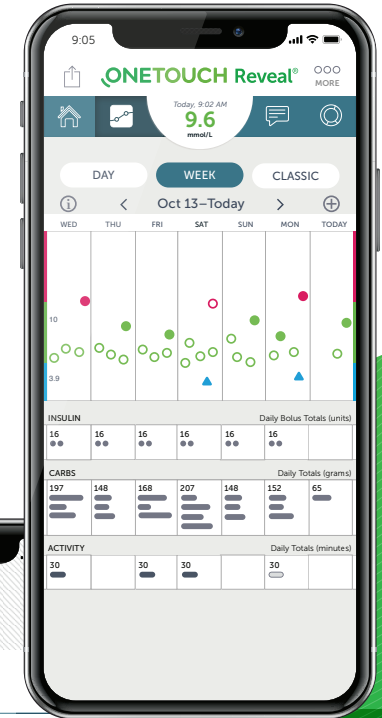 9:05
ONETOUCH Reveal®
MORE
Today, 9:02 AM
9.6
mmol/L
DAY WEEK CLASSIC
i < Oct 13–Today >
WED THU FRI SAT SUN MON TODAY
10
3.9
INSULIN Daily Bolus Totals (units)
16 16 16 16 16 16
CARBS Daily Totals (grams)
197 148 168 207 148 152 65
ACTIVITY Daily Totals (minutes)
30 30 30 30